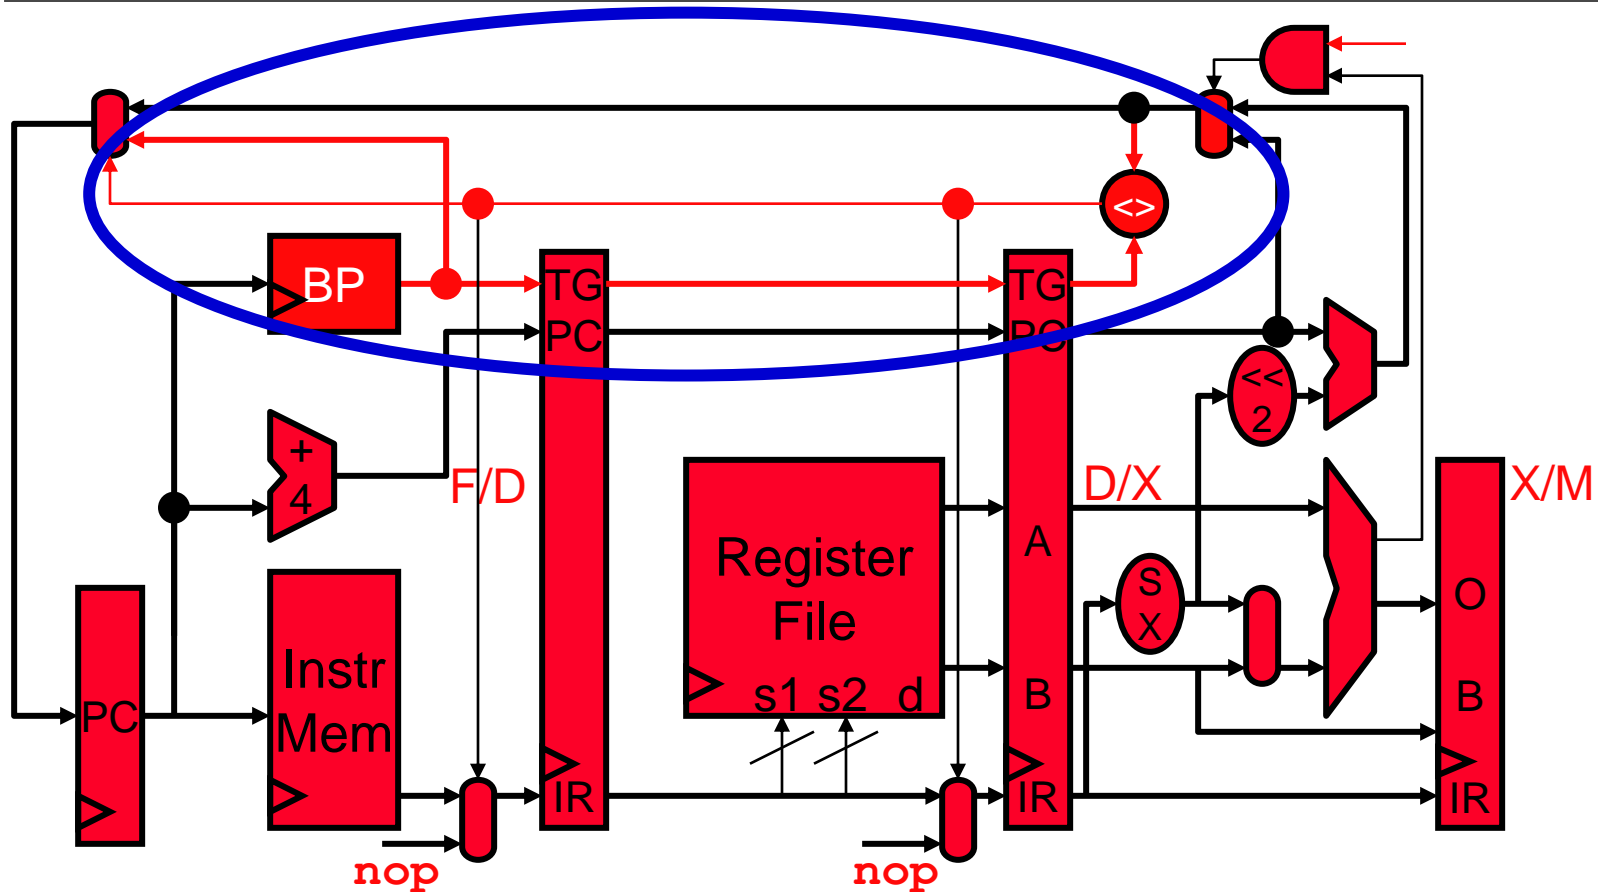 <>
BP
TG
PC
TG
PC
<<
2
+
4
F/D
D/X
X/M
Register
File
s1 s2 d
A
B
S
X
O
B
PC
Instr
Mem
IR
IR
IR
nop
nop